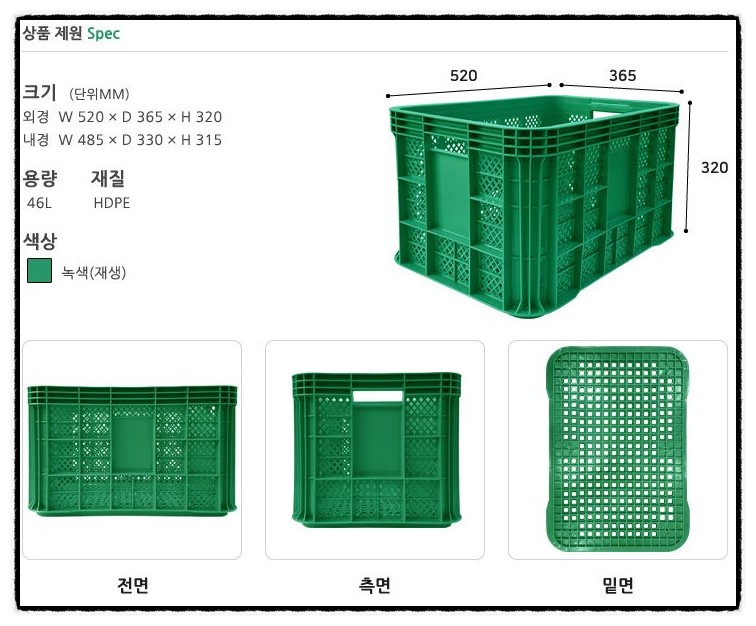 상품 제원 Spec
크기 (단위MM)
외경 W 520 × D 365 × H 320
내경 W 485 × D 330 × H 315
용량 재질
46L HDPE
색상
녹색(재생)
520 365
320
전면 측면 밑면